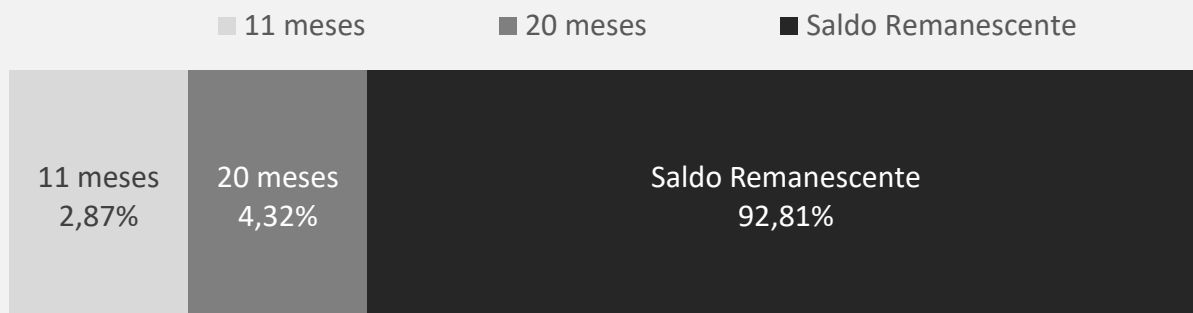 11 meses 20 meses Saldo Remanescente
11 meses
2,87%
20 meses
4,32%
Saldo Remanescente
92,81%